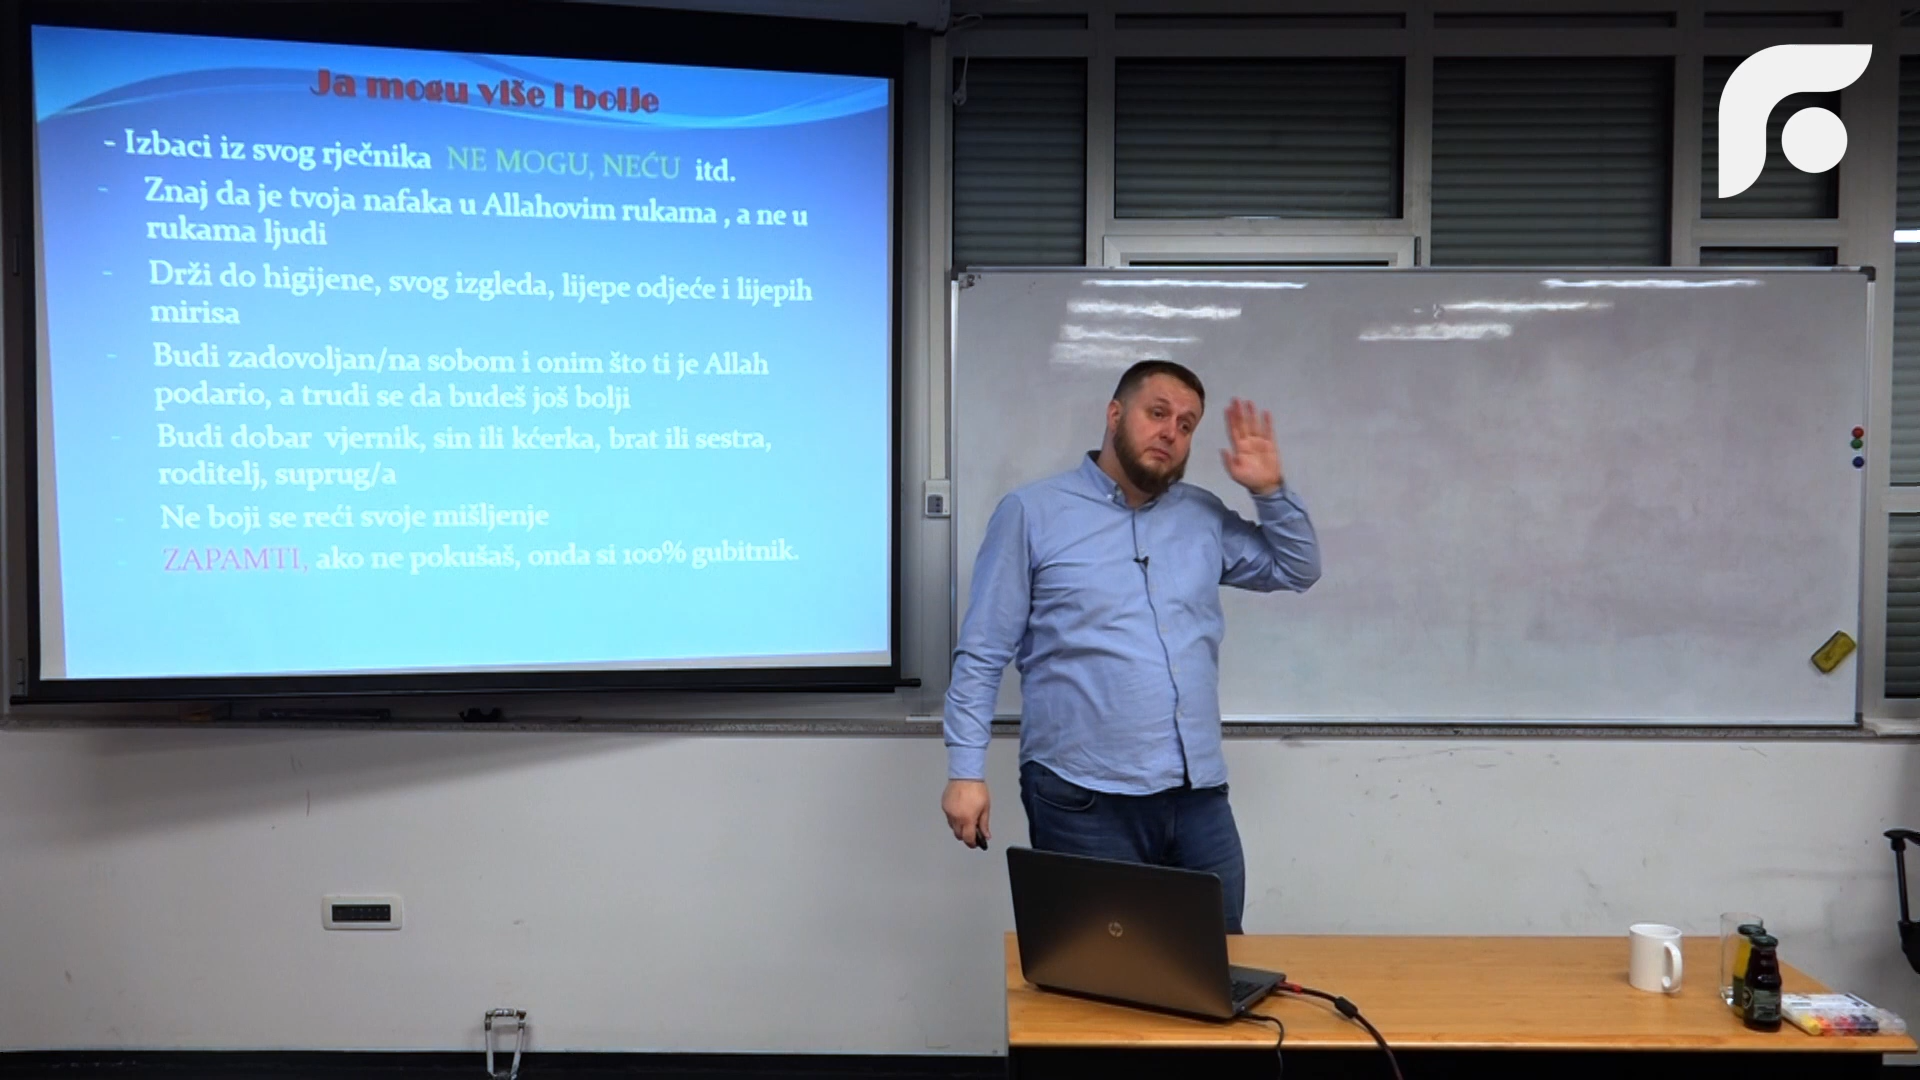 Ja mogu više I bolje
- Izbaci iz svog rječnika NE MOGU, NEĆU itd.
- Znaj da je tvoja nafaka u Allahovim rukama , a ne u
rukama ljudi
- Drži do higijene, svog izgleda, lijepe odjeće i lijepih
mirisa
- Budi zadovoljan/na sobom i onim što ti je Allah
podario, a trudi se da budeš još bolji
- Budi dobar vjernik, sin ili kćerka, brat ili sestra,
roditelj, suprug/a
- Ne boji se reći svoje mišljenje
- ZAPAMTI, ako ne pokušaš, onda si 100% gubitnik.
hp